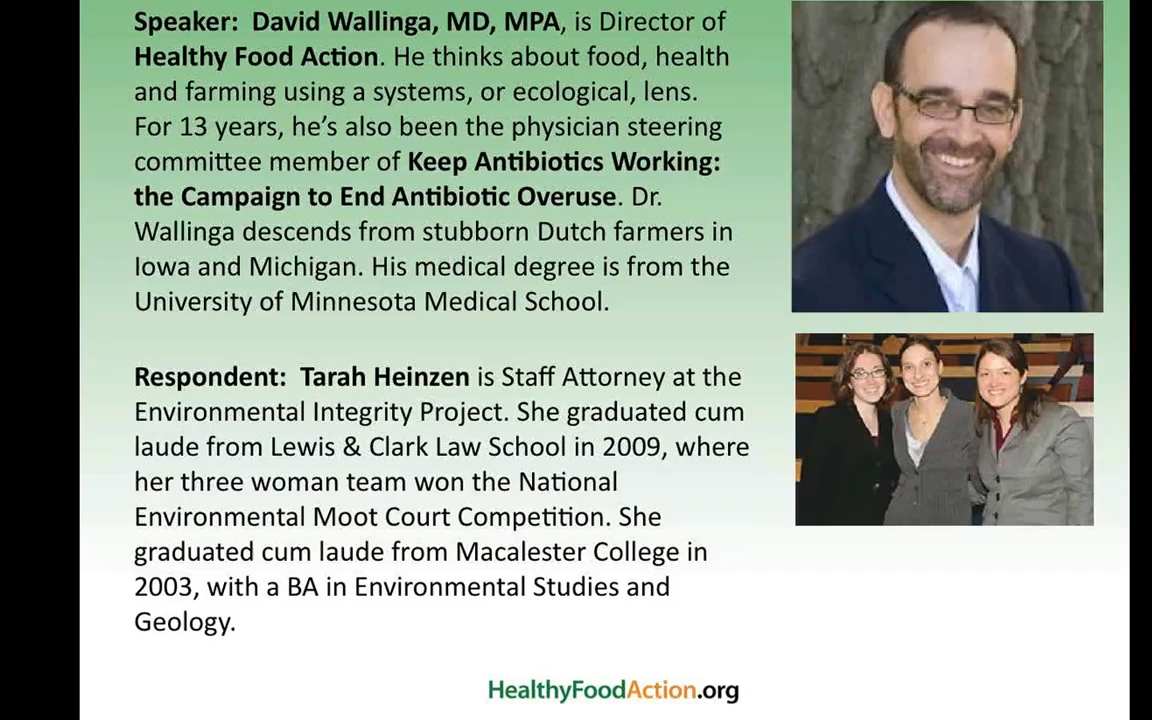 Speaker: David Wallinga, MD, MPA, is Director of
Healthy Food Action. He thinks about food, health
and farming using a systems, or ecological, lens.
For 13 years, he’s also been the physician steering
committee member of Keep Antibiotics Working:
the Campaign to End Antibiotic Overuse. Dr.
Wallinga descends from stubborn Dutch farmers in
Iowa and Michigan. His medical degree is from the
University of Minnesota Medical School.
Respondent: Tarah Heinzen is Staff Attorney at the
Environmental Integrity Project. She graduated cum
laude from Lewis & Clark Law School in 2009, where
her three woman team won the National
Environmental Moot Court Competition. She
graduated cum laude from Macalester College in
2003, with a BA in Environmental Studies and
Geology.
HealthyFoodAction.org